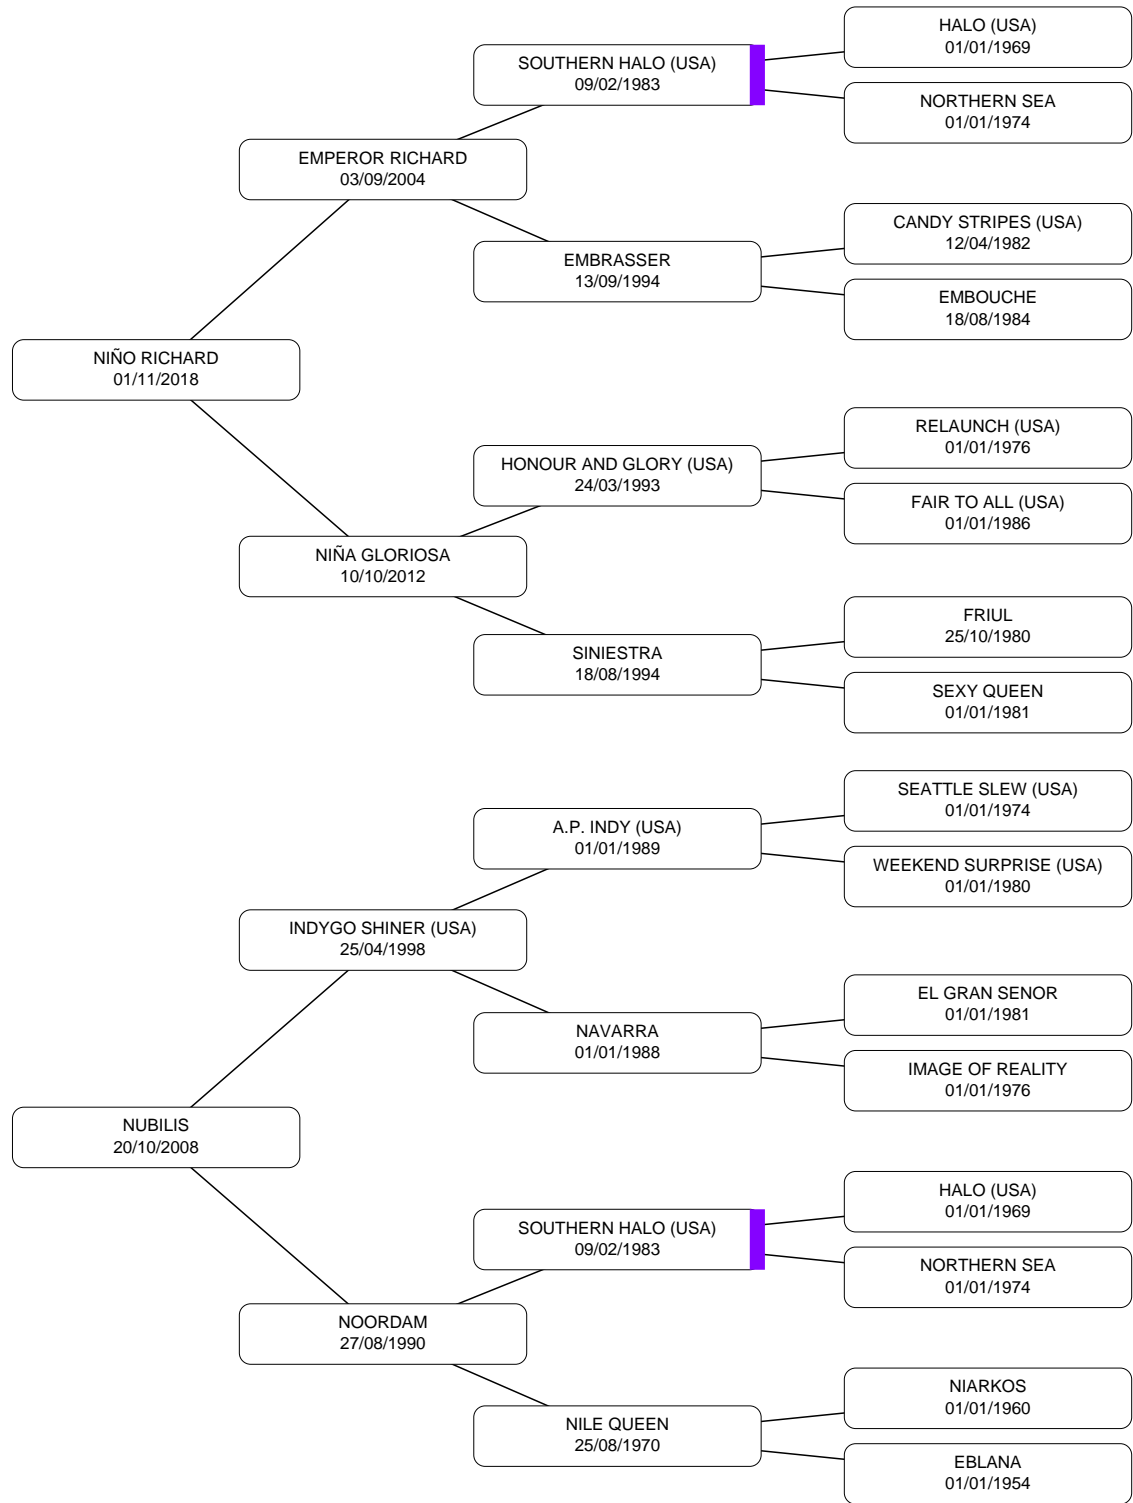 HALO (USA)
01/01/1969
SOUTHERN HALO (USA)
09/02/1983
NORTHERN SEA
01/01/1974
EMPEROR RICHARD
03/09/2004
CANDY STRIPES (USA)
12/04/1982
EMBRASSER
13/09/1994
EMBOUCHE
18/08/1984
NIÑO RICHARD
01/11/2018
RELAUNCH (USA)
01/01/1976
HONOUR AND GLORY (USA)
24/03/1993
FAIR TO ALL (USA)
01/01/1986
NIÑA GLORIOSA
10/10/2012
FRIUL
25/10/1980
SINIESTRA
18/08/1994
SEXY QUEEN
01/01/1981
SEATTLE SLEW (USA)
01/01/1974
A.P. INDY (USA)
01/01/1989
WEEKEND SURPRISE (USA)
01/01/1980
INDYGO SHINER (USA)
25/04/1998
EL GRAN SENOR
01/01/1981
NAVARRA
01/01/1988
IMAGE OF REALITY
01/01/1976
NUBILIS
20/10/2008
HALO (USA)
01/01/1969
SOUTHERN HALO (USA)
09/02/1983
NORTHERN SEA
01/01/1974
NOORDAM
27/08/1990
NIARKOS
01/01/1960
NILE QUEEN
25/08/1970
EBLANA
01/01/1954